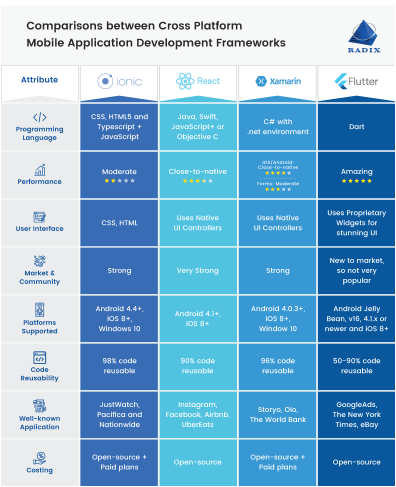 Comparisons between Cross Platform
Mobile Application Development Frameworks
RADIX
Attribute
ionic
React
Xamarin
Flutter
Programming
Language
CSS, HTML5 and
Typescript +
JavaScript
Java, Swift,
JavaScript+ or
Objective C
C# with
.net environment
Dart
Performance
Moderate
Close-to-native
iOS/Android:
Close-to-native
Forms: Moderate
Amazing
User Interface
CSS, HTML
Uses Native
UI Controllers
Uses Native
UI Controllers
Uses Proprietary
Widgets for
stunning UI
Market &
Community
Strong
Very Strong
Strong
New to market,
so not very
popular
Platforms
Supported
Android 4.4+,
iOS 8+,
Windows 10
Android 4.1+,
iOS 8+
Android 4.0.3+,
iOS 8+,
Window 10
Android Jelly
Bean, v16, 4.1.x or
newer and iOS 8+
Code
Reusability
98% code
reusable
90% code
reusable
96% code
reusable
50-90% code
reusable
Well-known
Application
JustWatch,
Pacifica and
Nationwide
Instagram,
Facebook, Airbnb,
UberEats
Storyo, Olo,
The World Bank
GoogleAds,
The New York
Times, eBay
Costing
Open-source +
Paid plans
Open-source
Open-source +
Paid plans
Open-source